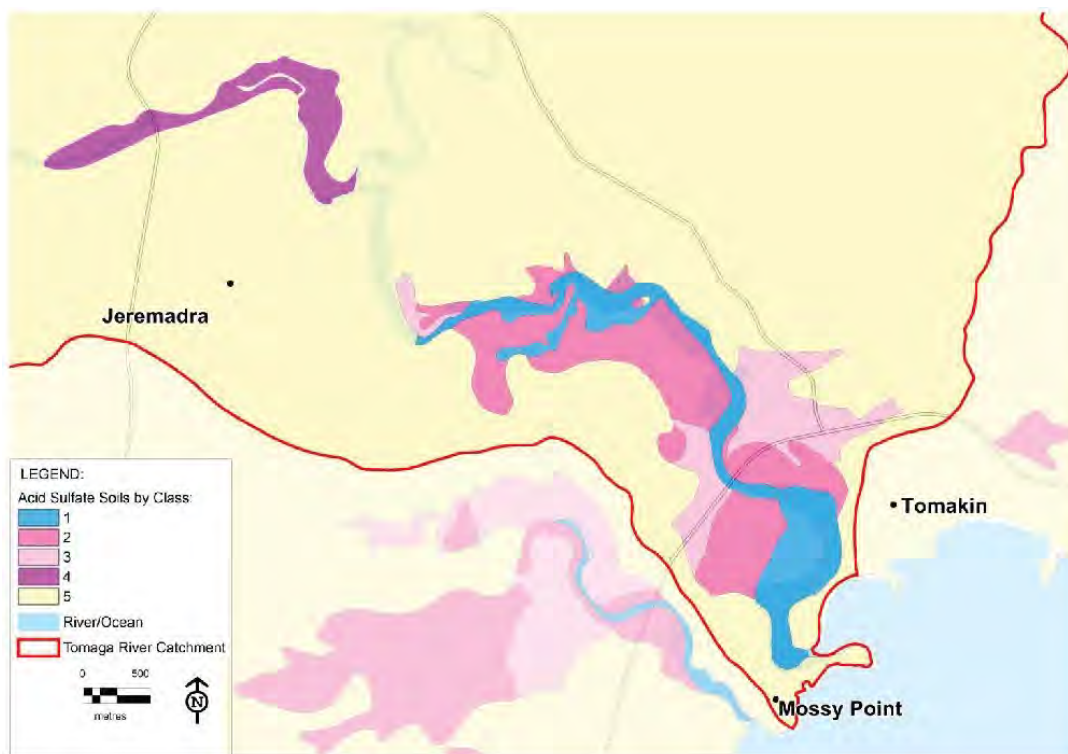 Jeremadra
Tomakin
Mossy Point
LEGEND:
Acid Sulfate Soils by Class:
1
2
3
4
5
River/Ocean
Tomaga River Catchment
0 500
metres
N